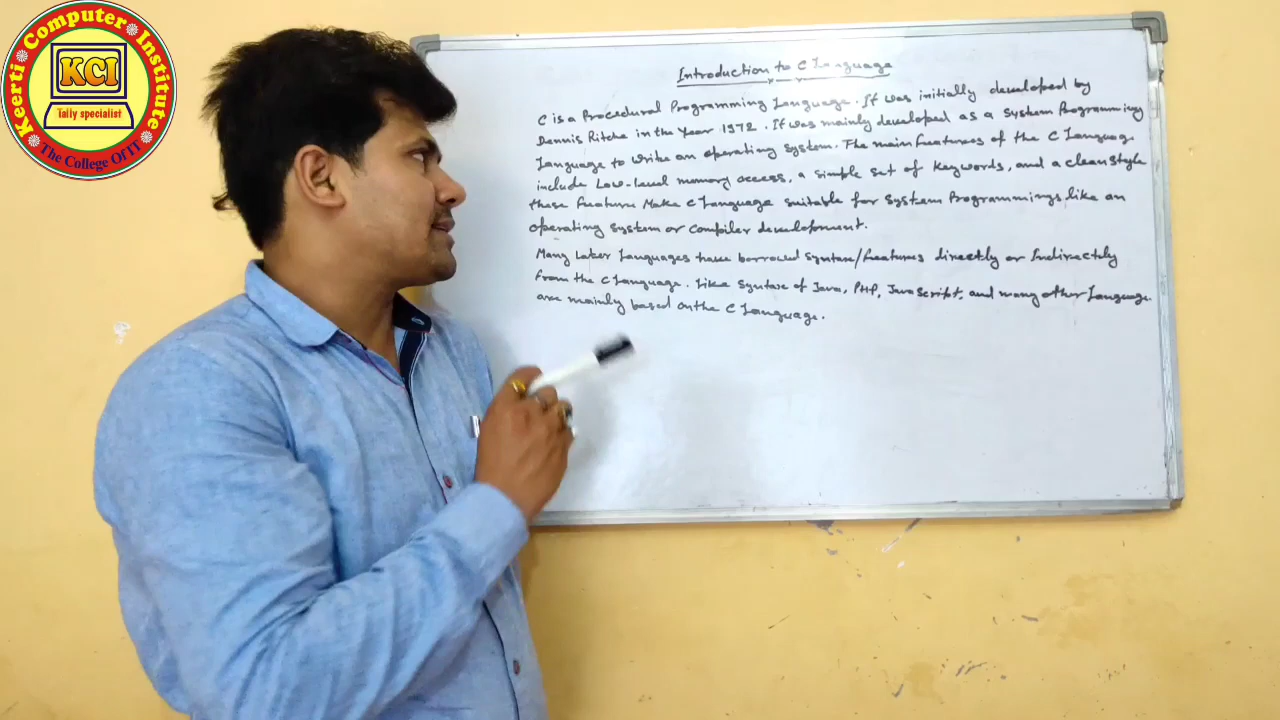 Keerti Computer Institute
KCI
Tally specialist
The College Of IT
Introduction to C Language
C is a Procedural Programming Language. It was initially developed by
Dennis Ritche in the Year 1972. It was mainly developed as a System Programming
Language to write an operating system. The main features of the C Language
include Low-level memory access, a simple set of keywords, and a clean style
these feature Make C Language suitable for System Programmings like an
operating system or compiler development.
Many Later Languages have borrowed syntax/features directly or Indirectly
from the C Language. Like Syntax of Java, PHP, JavaScript, and many other Language
are mainly based on the C Language.